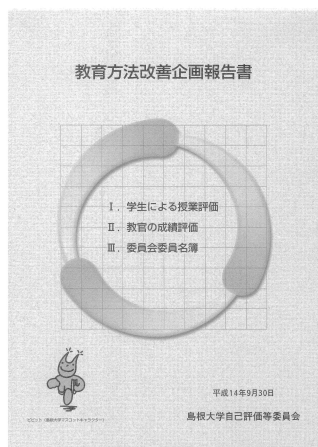 教育方法改善企画報告書
Ⅰ．学生による授業評価
Ⅱ．教官の成績評価
Ⅲ．委員会委員名簿
平成14年9月30日
島根大学自己評価等委員会